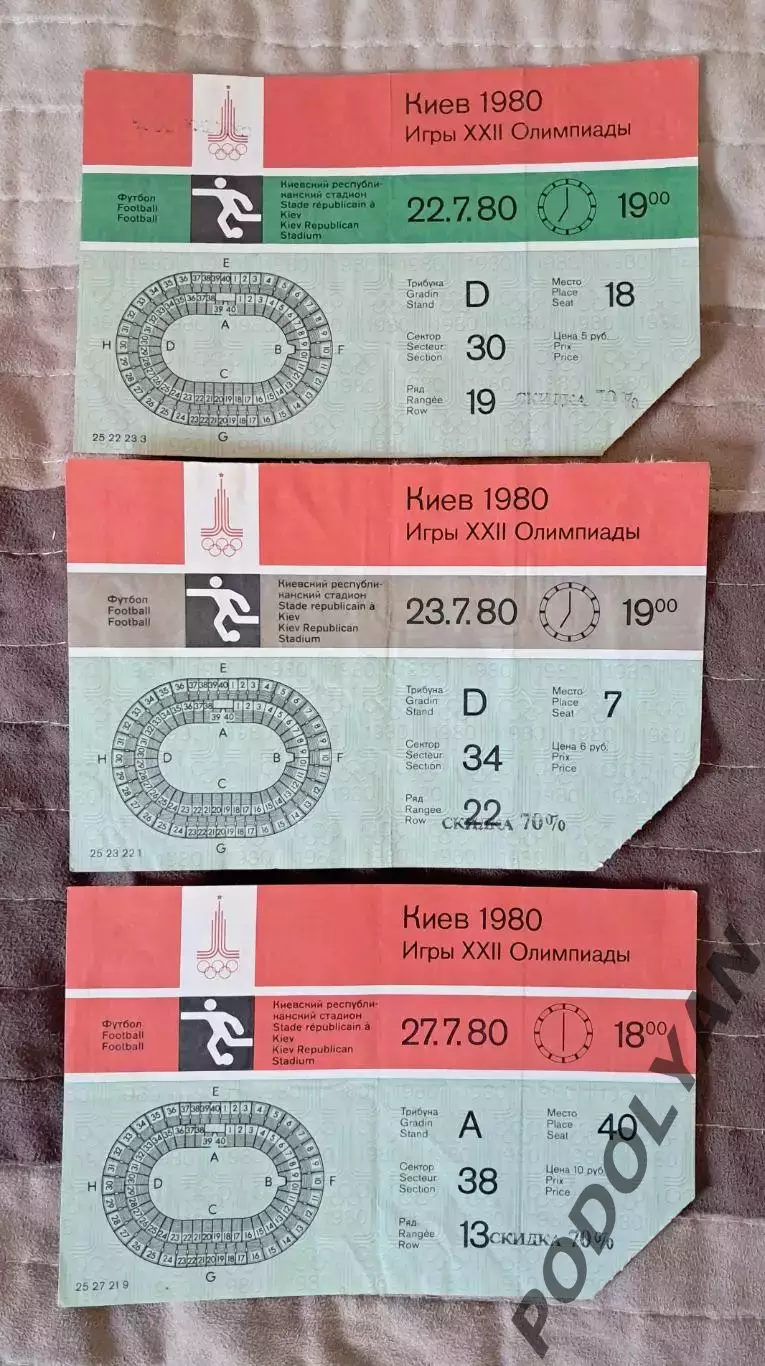 Киев 1980
Игры XXII Олимпиады
Футбол
Football
Football
Киевский республи-
канский стадион
Stade républicain à
Kiev
Kiev Republican
Stadium
22.7.80
19⁰⁰
E
H D A B F
C
G
Трибуна
Gradin
Stand
D
Место
Place
Seat
18
Сектор
Secteur
Section
30
Цена 5 руб.
Prix
Price
Ряд
Rangée
Row
19
СКИДКА 70%
25 22 23 3
Киев 1980
Игры XXII Олимпиады
Футбол
Football
Football
Киевский республи-
канский стадион
Stade républicain à
Kiev
Kiev Republican
Stadium
23.7.80
19⁰⁰
E
H D A B F
C
G
Трибуна
Gradin
Stand
D
Место
Place
Seat
7
Сектор
Secteur
Section
34
Цена 6 руб.
Prix
Price
Ряд
Rangée
Row
22
СКИДКА 70%
25 23 22 1
Киев 1980
Игры XXII Олимпиады
Футбол
Football
Football
Киевский республи-
канский стадион
Stade républicain à
Kiev
Kiev Republican
Stadium
27.7.80
18⁰⁰
E
H D A B F
C
G
Трибуна
Gradin
Stand
A
Место
Place
Seat
40
Сектор
Secteur
Section
38
Цена 10 руб.
Prix
Price
Ряд
Rangée
Row
13
СКИДКА 70%
25 27 21 9
PODOLYAN